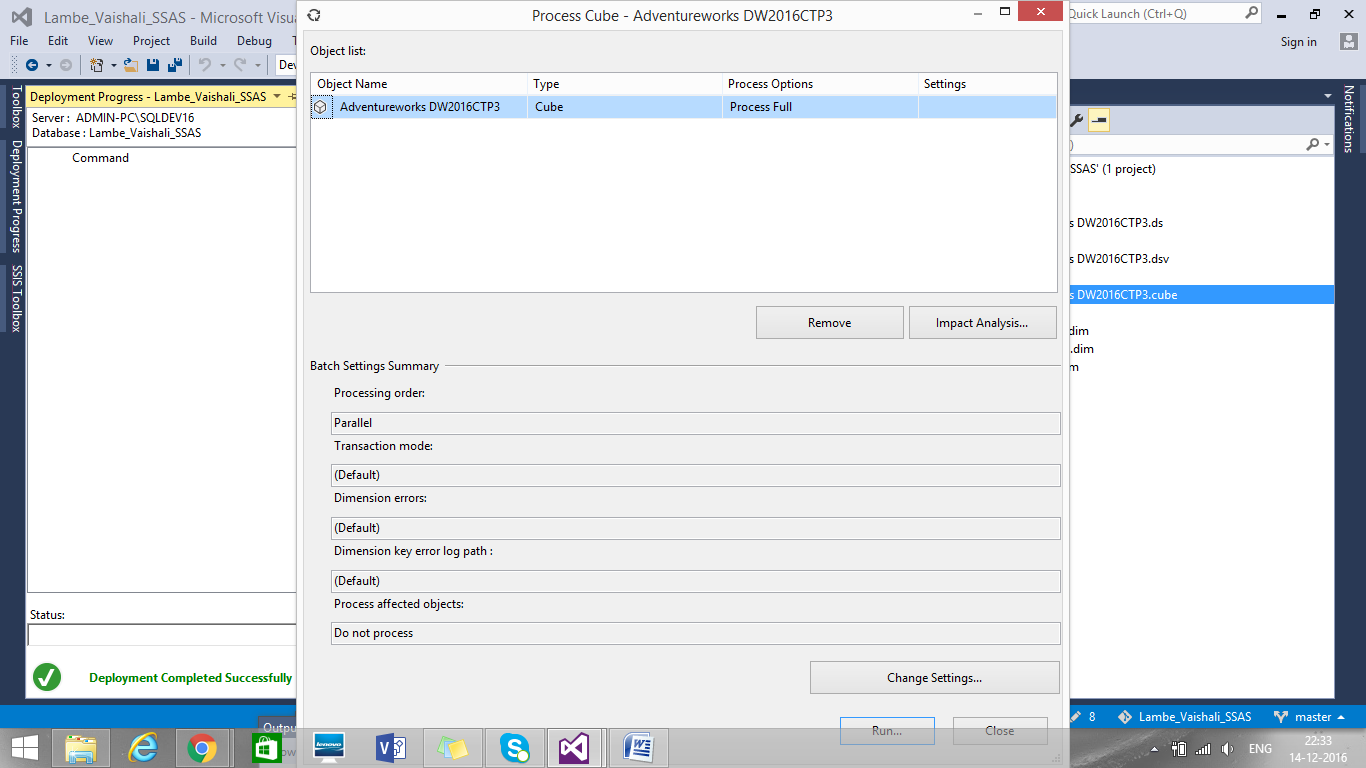 Lambe_Vaishali_SSAS - Microsoft Visua
Process Cube - Adventureworks DW2016CTP3
Quick Launch (Ctrl+Q)
File Edit View Project Build Debug T
Sign in
Dev
Object list:
Object Name Type Process Options Settings
Adventureworks DW2016CTP3 Cube Process Full
Toolbox
Deployment Progress
SSIS Toolbox
Deployment Progress - Lambe_Vaishali_SSAS
Server : ADMIN-PC\SQLDEV16
Database : Lambe_Vaishali_SSAS
Command
Notifications
)
SSAS' (1 project)
s DW2016CTP3.ds
s DW2016CTP3.dsv
s DW2016CTP3.cube
dim
.dim
m
Remove Impact Analysis...
Batch Settings Summary
Processing order:
Parallel
Transaction mode:
(Default)
Dimension errors:
(Default)
Dimension key error log path :
(Default)
Process affected objects:
Do not process
Change Settings...
Run... Close
Status:
Deployment Completed Successfully
Outpu
8 Lambe_Vaishali_SSAS master
lenovo
ENG
22:33
14-12-2016